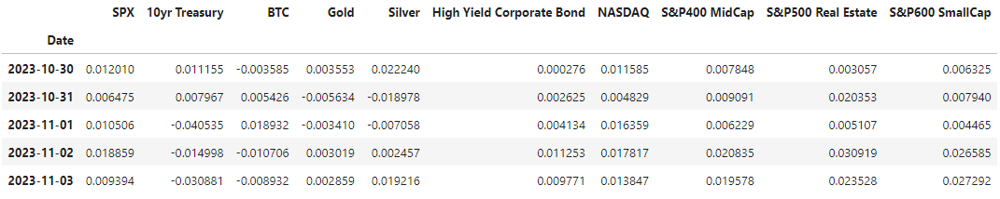 SPX 10yr Treasury BTC Gold Silver High Yield Corporate Bond NASDAQ S&P400 MidCap S&P500 Real Estate S&P600 SmallCap
Date
2023-10-30 0.012010 0.011155 -0.003585 0.003553 0.022240 0.000276 0.011585 0.007848 0.003057 0.006325
2023-10-31 0.006475 0.007967 0.005426 -0.005634 -0.018978 0.002625 0.004829 0.009091 0.020353 0.007940
2023-11-01 0.010506 -0.040535 0.018932 -0.003410 -0.007058 0.004134 0.016359 0.006229 0.005107 0.004465
2023-11-02 0.018859 -0.014998 -0.010706 0.003019 0.002457 0.011253 0.017817 0.020835 0.030919 0.026585
2023-11-03 0.009394 -0.030881 -0.008932 0.002859 0.019216 0.009771 0.013847 0.019578 0.023528 0.027292